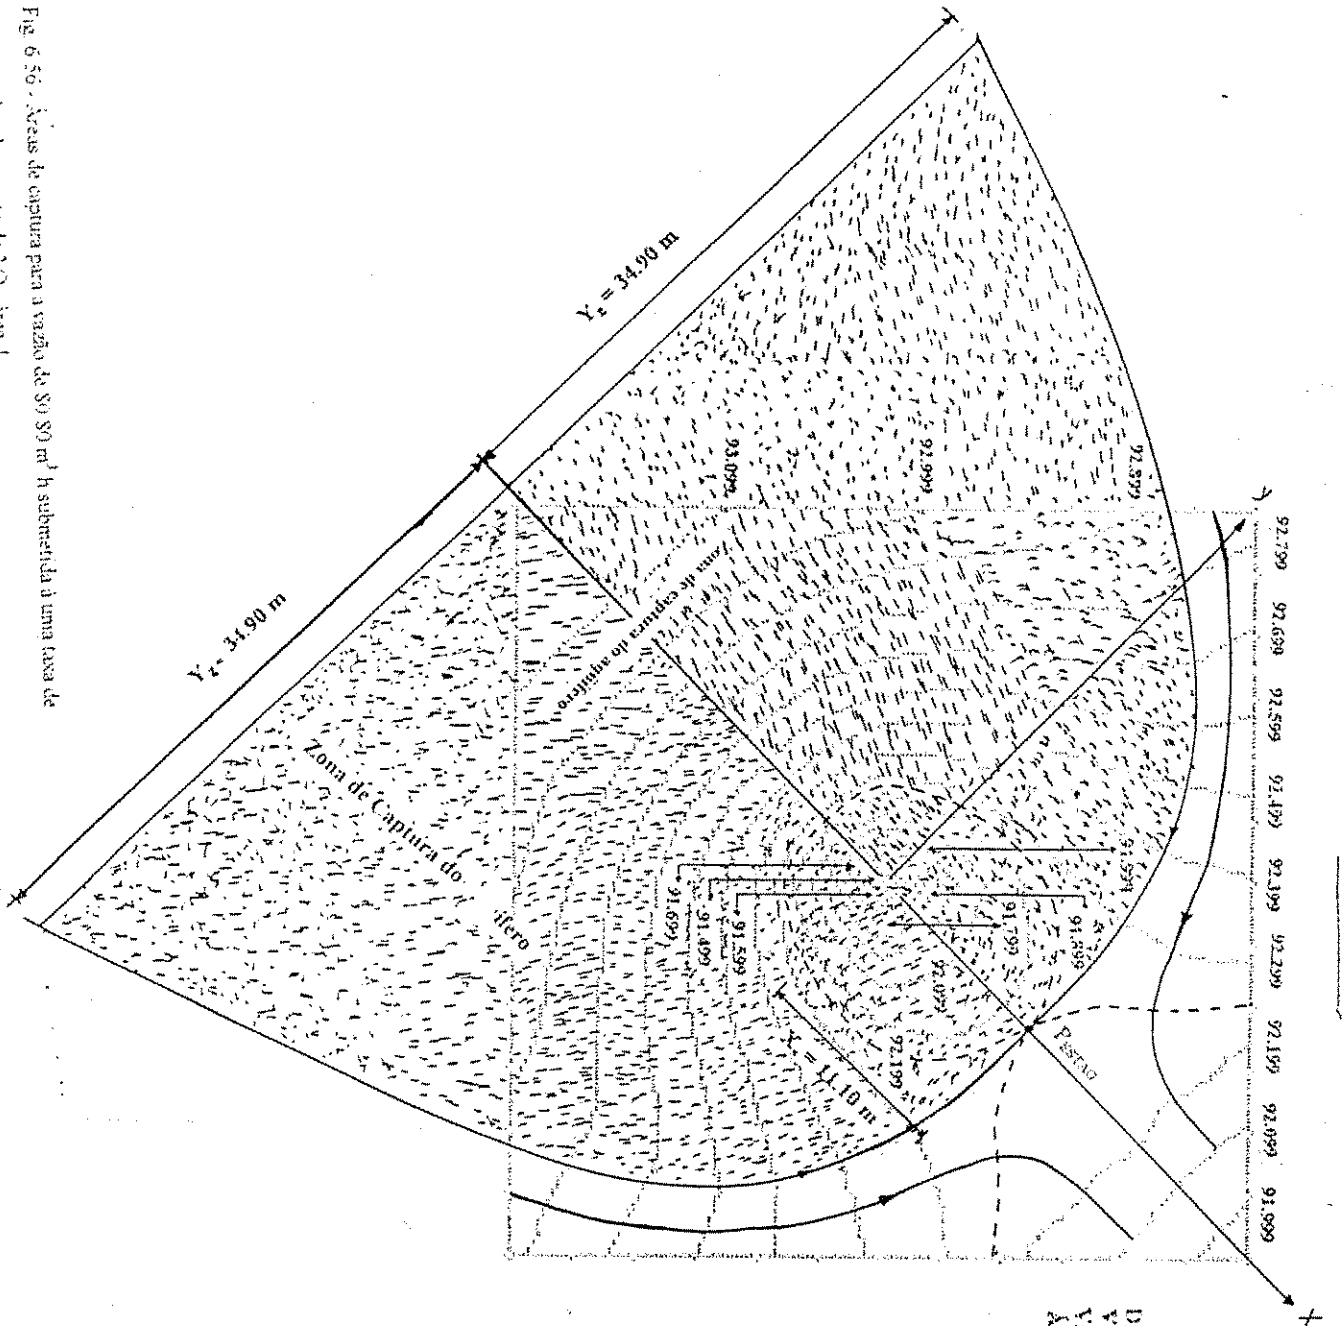 Y
92.799
92.699
92.599
92.499
92.399
92.299
92.199
92.099
91.999
X
92.899
92.999
93.099
91.999
91.899
91.799
92.099
92.199
91.699
91.499
91.599
Zona de captura do aquífero
Zona de Captura do
ífero
= 11.10 m
Y = 34.90 m
Y = 34.90 m
Fig. 6.56 - Áreas de captura para a vazão de 80.80 m³/h submetida à uma taxa de